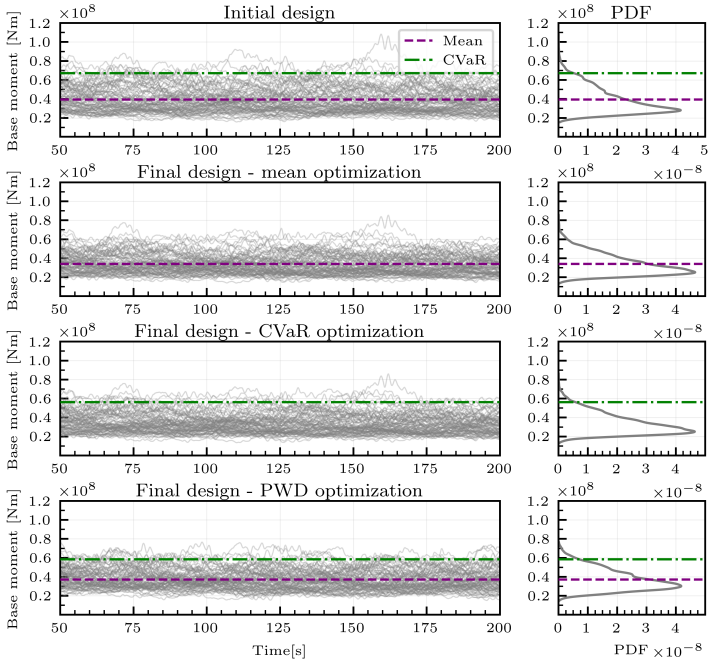 Initial design
PDF
×10⁸
×10⁸
Base moment [Nm]
1.2
1.0
0.8
0.6
0.4
0.2
Mean
CVaR
1.2
1.0
0.8
0.6
0.4
0.2
50 75 100 125 150 175 200
0 1 2 3 4 5
×10⁻⁸
Final design - mean optimization
×10⁸
×10⁸
Base moment [Nm]
1.2
1.0
0.8
0.6
0.4
0.2
1.2
1.0
0.8
0.6
0.4
0.2
50 75 100 125 150 175 200
0 1 2 3 4
×10⁻⁸
Final design - CVaR optimization
×10⁸
×10⁸
Base moment [Nm]
1.2
1.0
0.8
0.6
0.4
0.2
1.2
1.0
0.8
0.6
0.4
0.2
50 75 100 125 150 175 200
0 1 2 3 4
×10⁻⁸
Final design - PWD optimization
×10⁸
×10⁸
Base moment [Nm]
1.2
1.0
0.8
0.6
0.4
0.2
1.2
1.0
0.8
0.6
0.4
0.2
50 75 100 125 150 175 200
0 1 2 3 4 5
Time[s]
PDF ×10⁻⁸